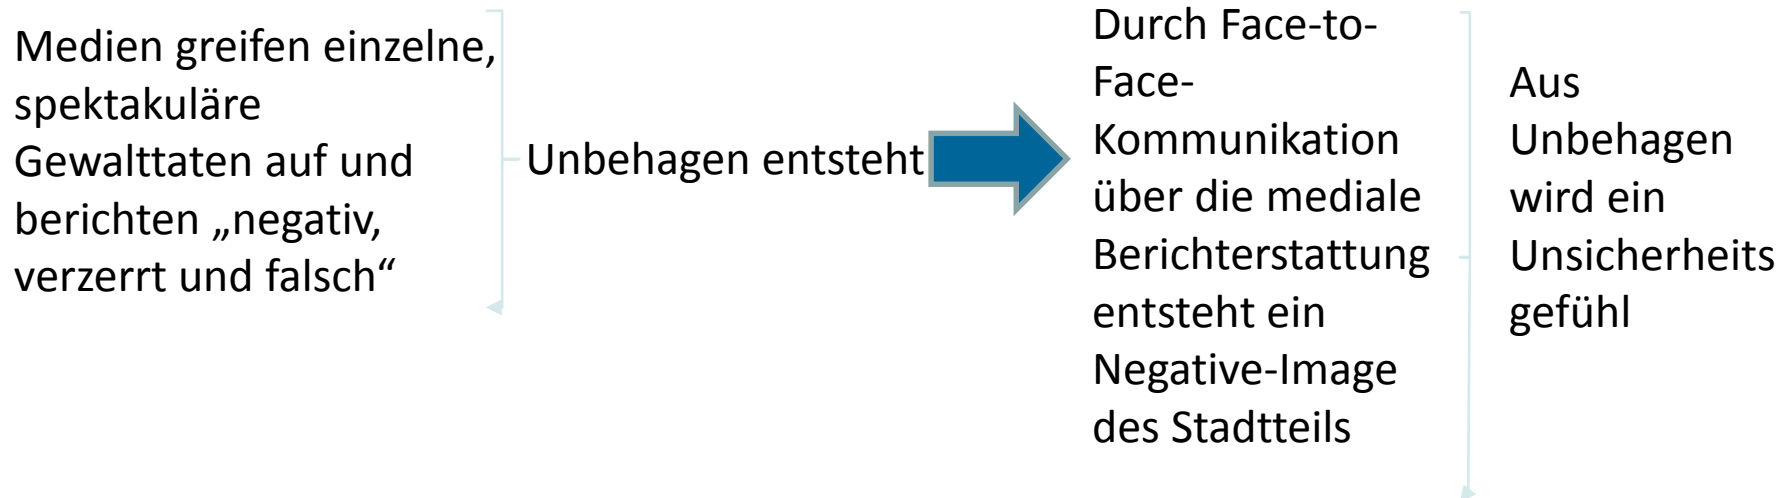 Medien greifen einzelne,
spektakuläre
Gewalttaten auf und
berichten „negativ,
verzerrt und falsch“
Unbehagen entsteht
Durch Face-to-
Face-
Kommunikation
über die mediale
Berichterstattung
entsteht ein
Negative-Image
des Stadtteils
Aus
Unbehagen
wird ein
Unsicherheits
gefühl